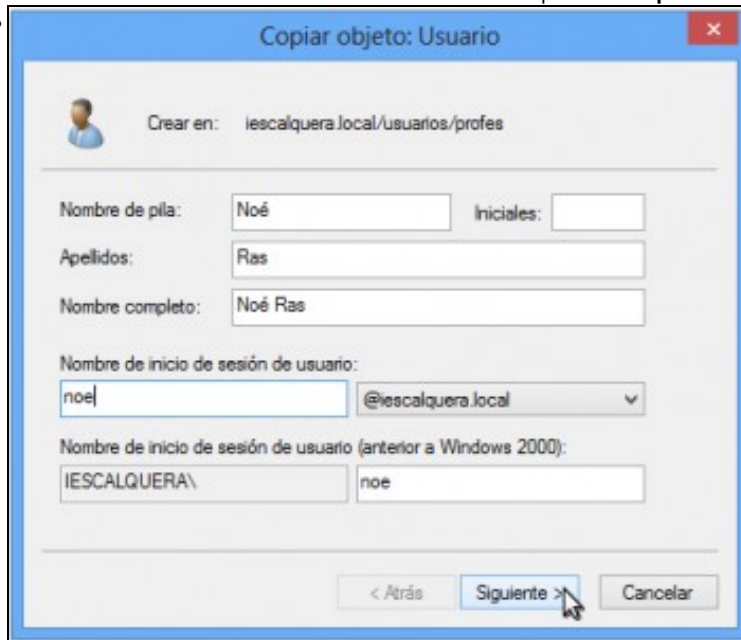 Copiar objeto: Usuario
Crear en: iescalquera.local/usuarios/profes
Nombre de pila: Noé Iniciales:
Apellidos: Ras
Nombre completo: Noé Ras
Nombre de inicio de sesión de usuario:
noe @iescalquera.local
Nombre de inicio de sesión de usuario (anterior a Windows 2000):
IESCALQUERA\ noe
< Atrás Siguiente > Cancelar